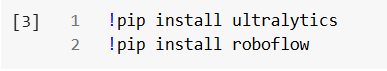 [3] 1 !pip install ultralytics
2 !pip install roboflow